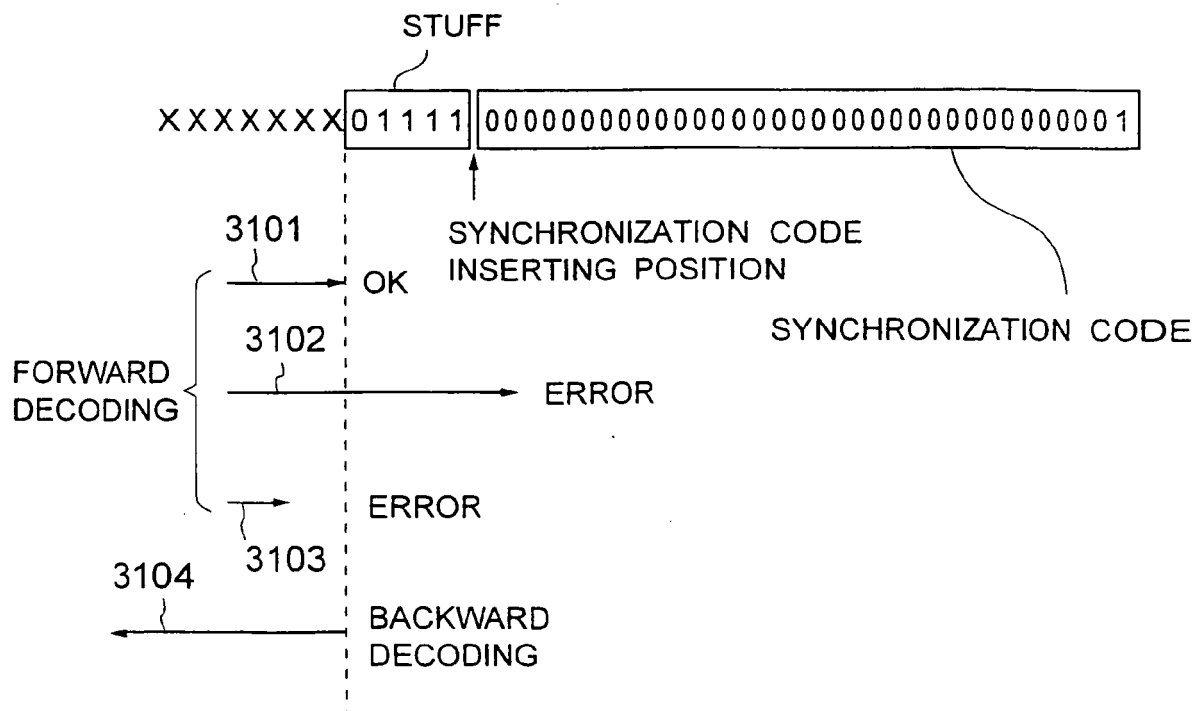 STUFF
XXXXXXX 01111 00000000000000000000000000000001
SYNCHRONIZATION CODE
INSERTING POSITION
SYNCHRONIZATION CODE
3101
OK
3102
FORWARD
DECODING
ERROR
ERROR
3103
3104
BACKWARD
DECODING